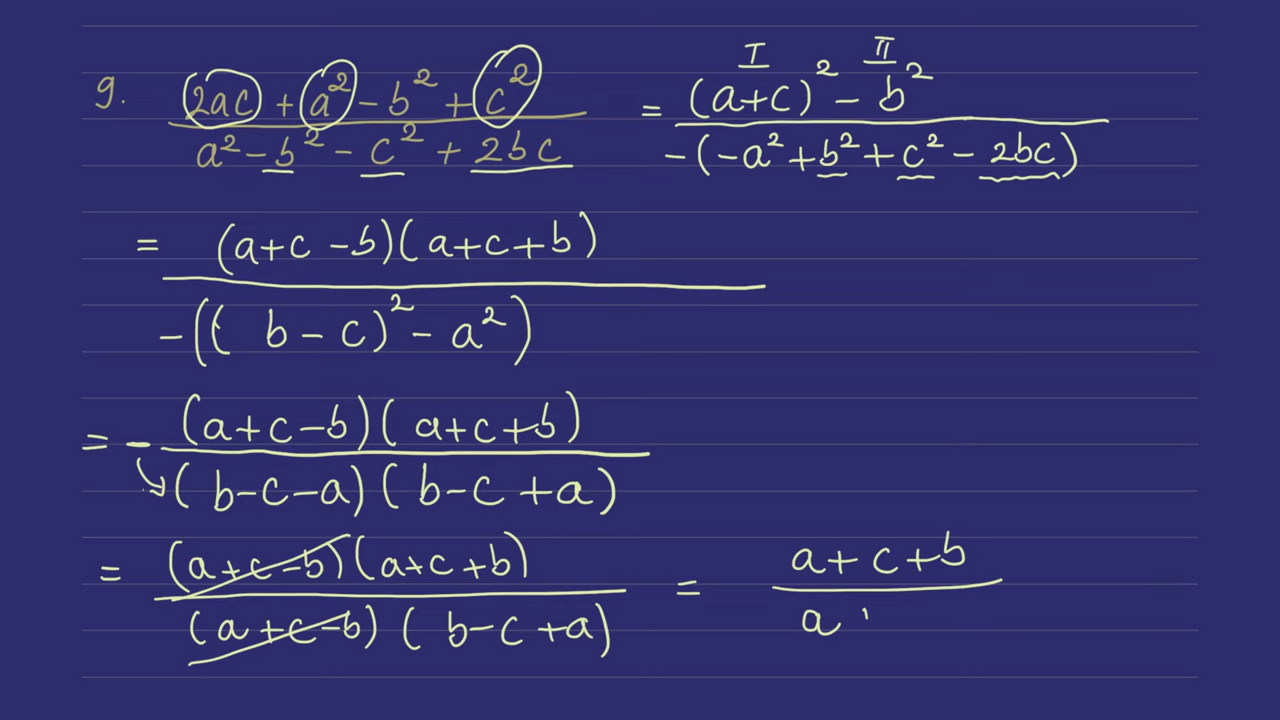 9. (2ac + a² - b² + c²) / (a² - b² - c² + 2bc) = ((a+c)² - b²) / (-(-a² + b² + c² - 2bc))
I II
= (a+c-b)(a+c+b) / -((b-c)² - a²)
= - (a+c-b)(a+c+b) / (b-c-a)(b-c+a)
= (a+c-b)(a+c+b) / (a+c-b)(b-c+a) = (a+c+b) / a